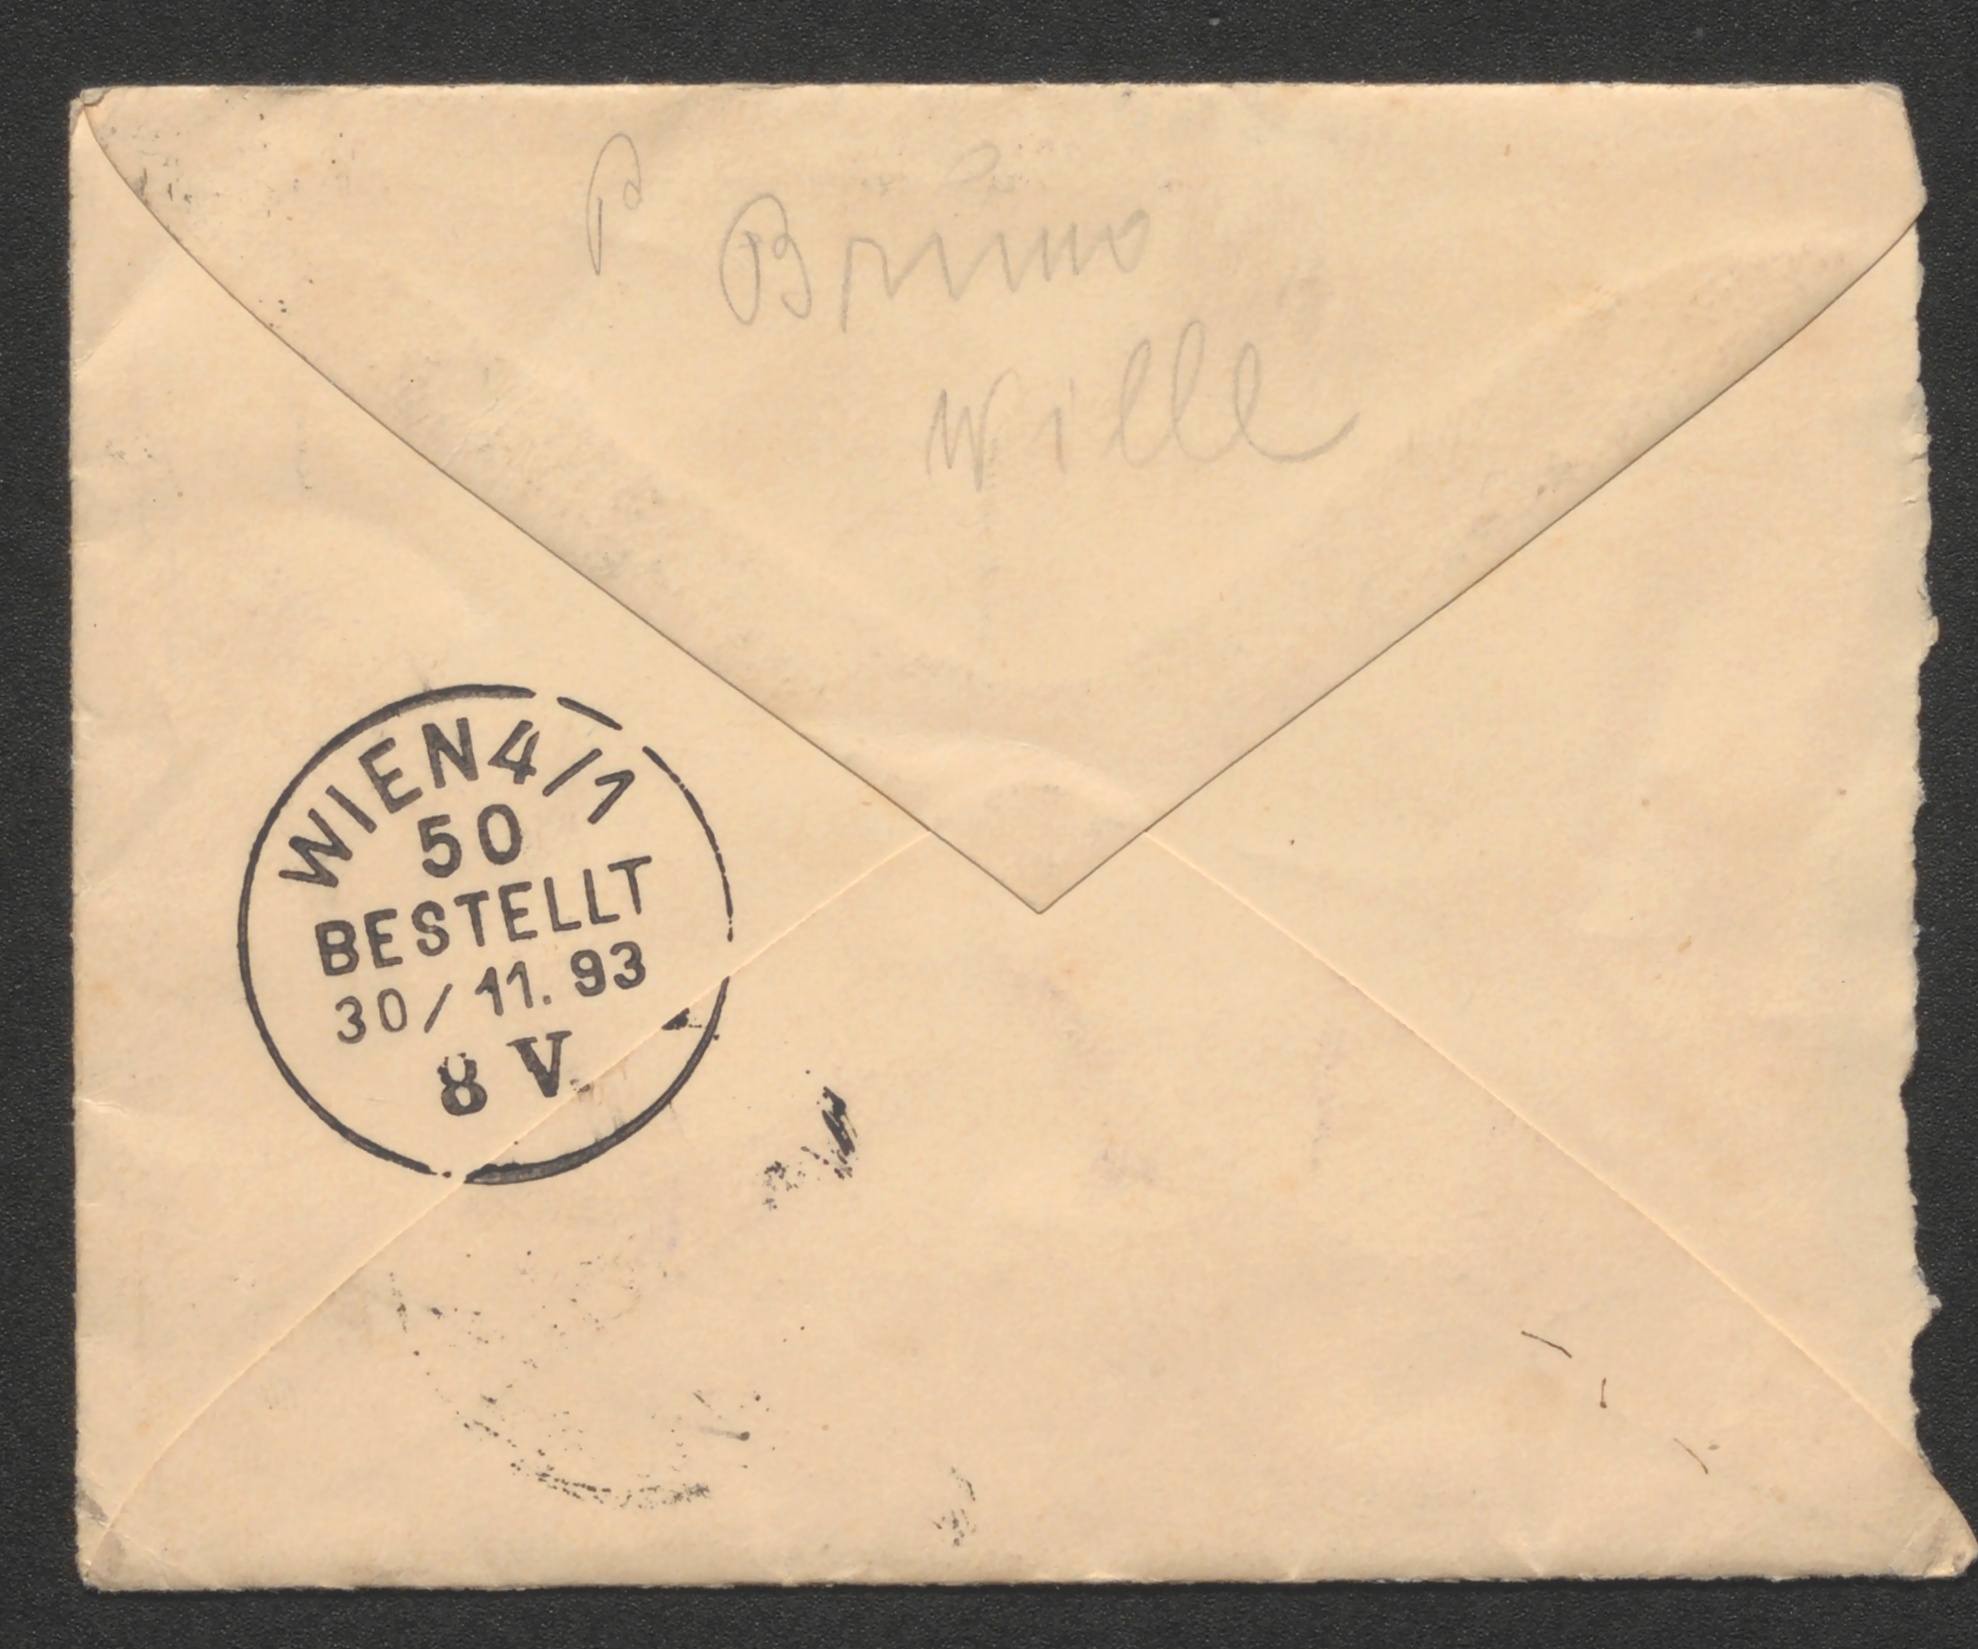 P
Bruno
Wille
WIEN 4/1
50
BESTELLT
30/11.93
8 V.